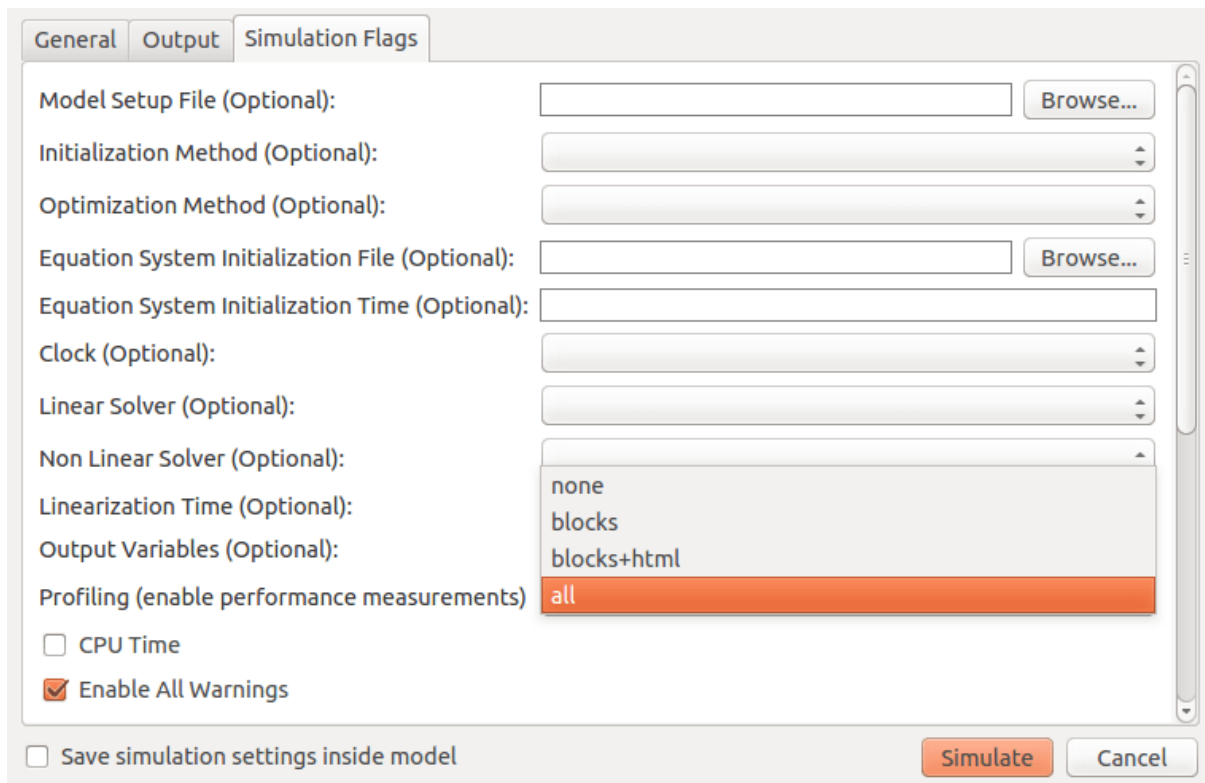 General Output Simulation Flags
Model Setup File (Optional): Browse...
Initialization Method (Optional):
Optimization Method (Optional):
Equation System Initialization File (Optional): Browse...
Equation System Initialization Time (Optional):
Clock (Optional):
Linear Solver (Optional):
Non Linear Solver (Optional):
none
Linearization Time (Optional):
blocks
Output Variables (Optional):
blocks+html
Profiling (enable performance measurements) all
CPU Time
Enable All Warnings
Save simulation settings inside model Simulate Cancel